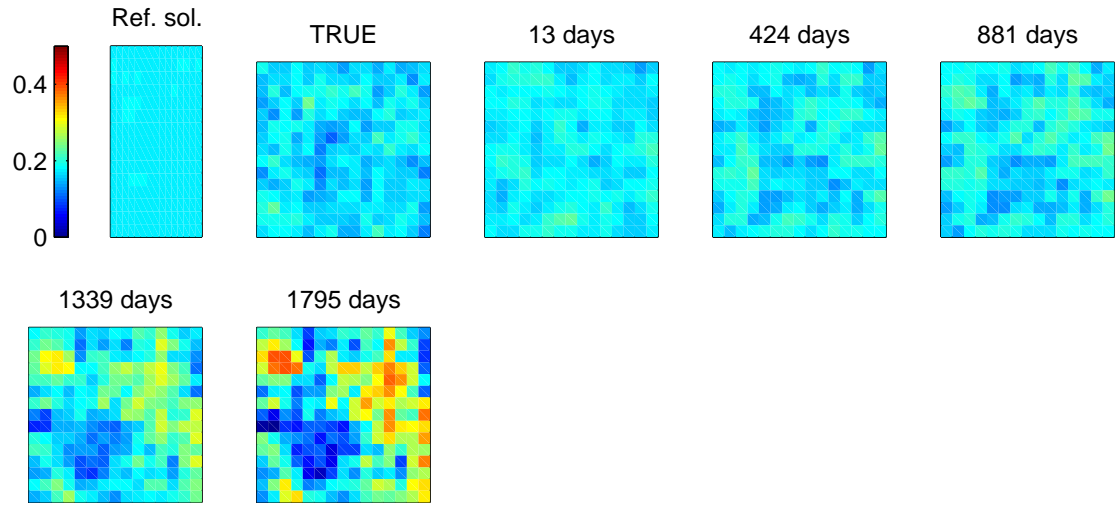 Ref. sol.
TRUE
13 days
424 days
881 days
0.4
0.2
0
1339 days
1795 days